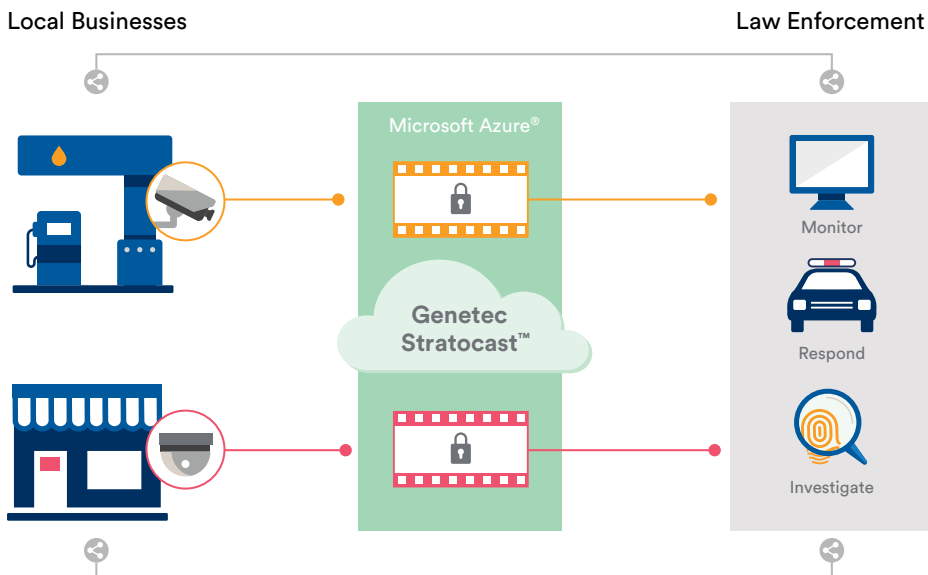 Local Businesses
Law Enforcement
Microsoft Azure®
Monitor
Genetec
Stratocast™
Respond
Investigate